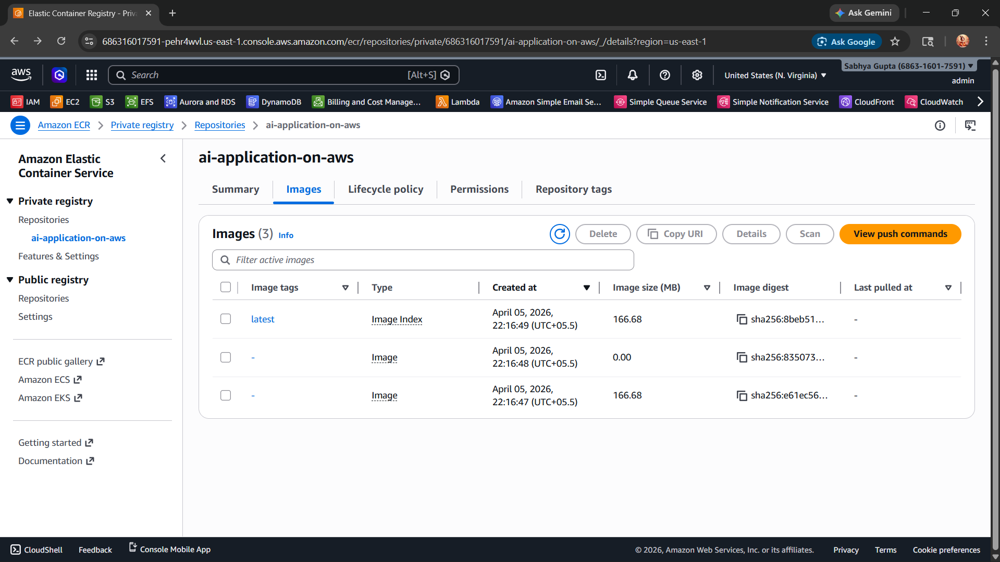 Elastic Container Registry - Priv
Ask Gemini
686316017591-pehr4wvl.us-east-1.console.aws.amazon.com/ecr/repositories/private/686316017591/ai-application-on-aws/_/details?region=us-east-1
Ask Google
aws
Search
[Alt+S]
United States (N. Virginia)
Sabhya Gupta (6863-1601-7591)
admin
IAM
EC2
S3
EFS
Aurora and RDS
DynamoDB
Billing and Cost Manage...
Lambda
Amazon Simple Email Se...
Simple Queue Service
Simple Notification Service
CloudFront
CloudWatch
Amazon ECR
Private registry
Repositories
ai-application-on-aws
Amazon Elastic
Container Service
Private registry
Repositories
ai-application-on-aws
Features & Settings
Public registry
Repositories
Settings
ECR public gallery
Amazon ECS
Amazon EKS
Getting started
Documentation
ai-application-on-aws
Summary
Images
Lifecycle policy
Permissions
Repository tags
Images (3) Info
Delete
Copy URI
Details
Scan
View push commands
Filter active images
Image tags
Type
Created at
Image size (MB)
Image digest
Last pulled at
latest
Image Index
April 05, 2026,
22:16:49 (UTC+05.5)
166.68
sha256:8beb51...
-
-
Image
April 05, 2026,
22:16:48 (UTC+05.5)
0.00
sha256:835073...
-
-
Image
April 05, 2026,
22:16:47 (UTC+05.5)
166.68
sha256:e61ec56...
-
CloudShell
Feedback
Console Mobile App
© 2026, Amazon Web Services, Inc. or its affiliates.
Privacy
Terms
Cookie preferences